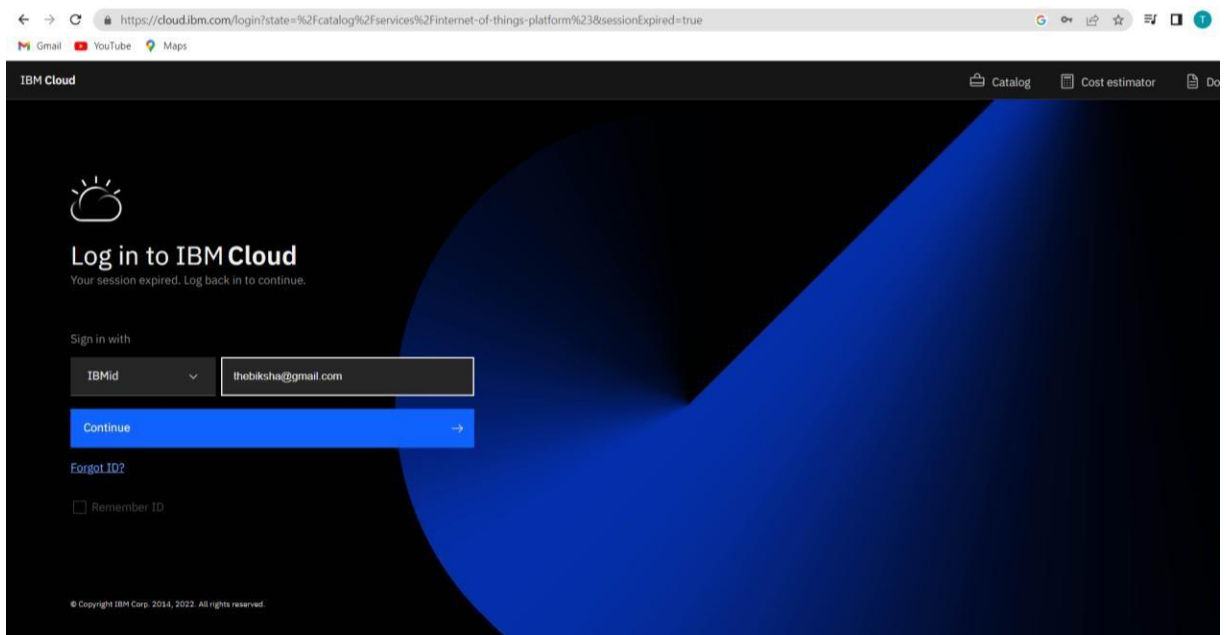 https://cloud.ibm.com/login?state=%2Fcatalog%2Fservices%2Finternet-of-things-platform%23&sessionExpired=true
G T
Gmail YouTube Maps
IBM Cloud Catalog Cost estimator Do
Log in to IBM Cloud
Your session expired. Log back in to continue.
Sign in with
IBMid thebiksha@gmail.com
Continue
Forgot ID?
Remember ID
© Copyright IBM Corp. 2014, 2022. All rights reserved.